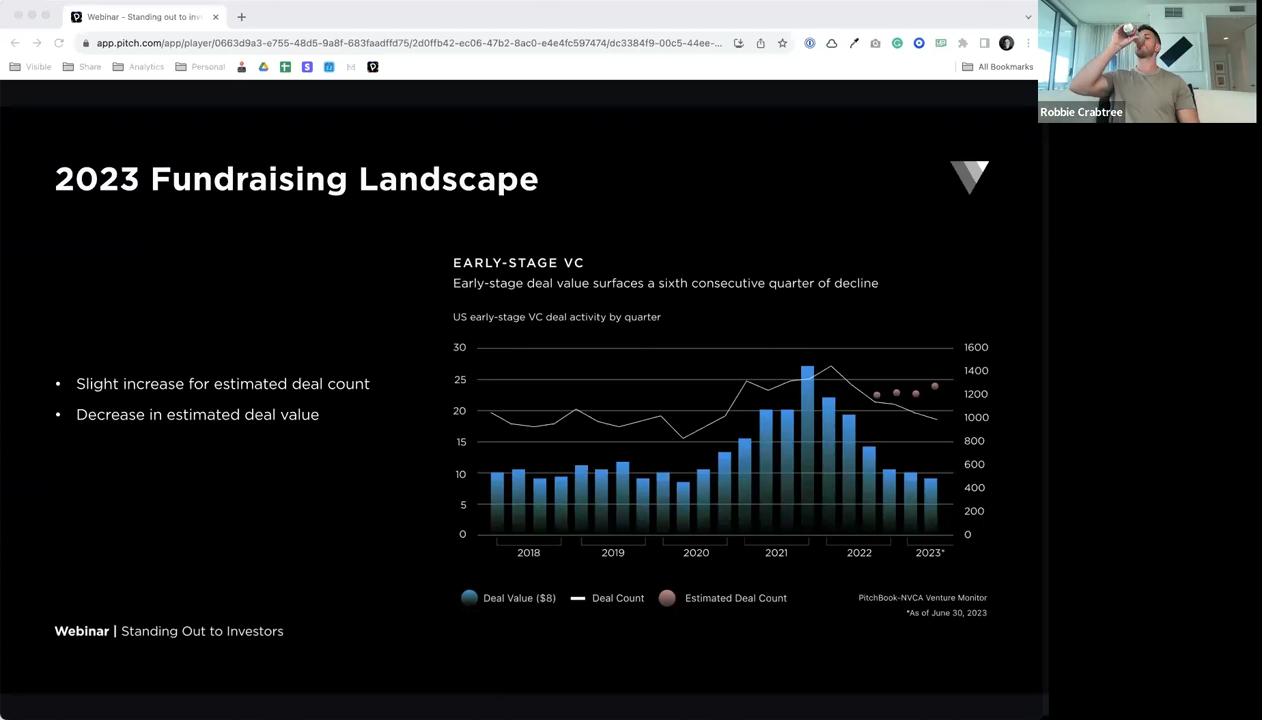 Webinar - Standing out to inv
app.pitch.com/app/player/0663d9a3-e755-48d5-9a8f-683faadffd75/2d0ffb42-ec06-47b2-8ac0-e4e4fc597474/dc3384f9-00c5-44ee-...
Visible Share Analytics Personal All Bookmarks
Robbie Crabtree
2023 Fundraising Landscape
EARLY-STAGE VC
Early-stage deal value surfaces a sixth consecutive quarter of decline
US early-stage VC deal activity by quarter
• Slight increase for estimated deal count
• Decrease in estimated deal value
30 1600
25 1400
20 1200
15 1000
10 800
5 600
0 400
200
0
2018 2019 2020 2021 2022 2023*
Deal Value ($8) Deal Count Estimated Deal Count
PitchBook-NVCA Venture Monitor
*As of June 30, 2023
Webinar | Standing Out to Investors